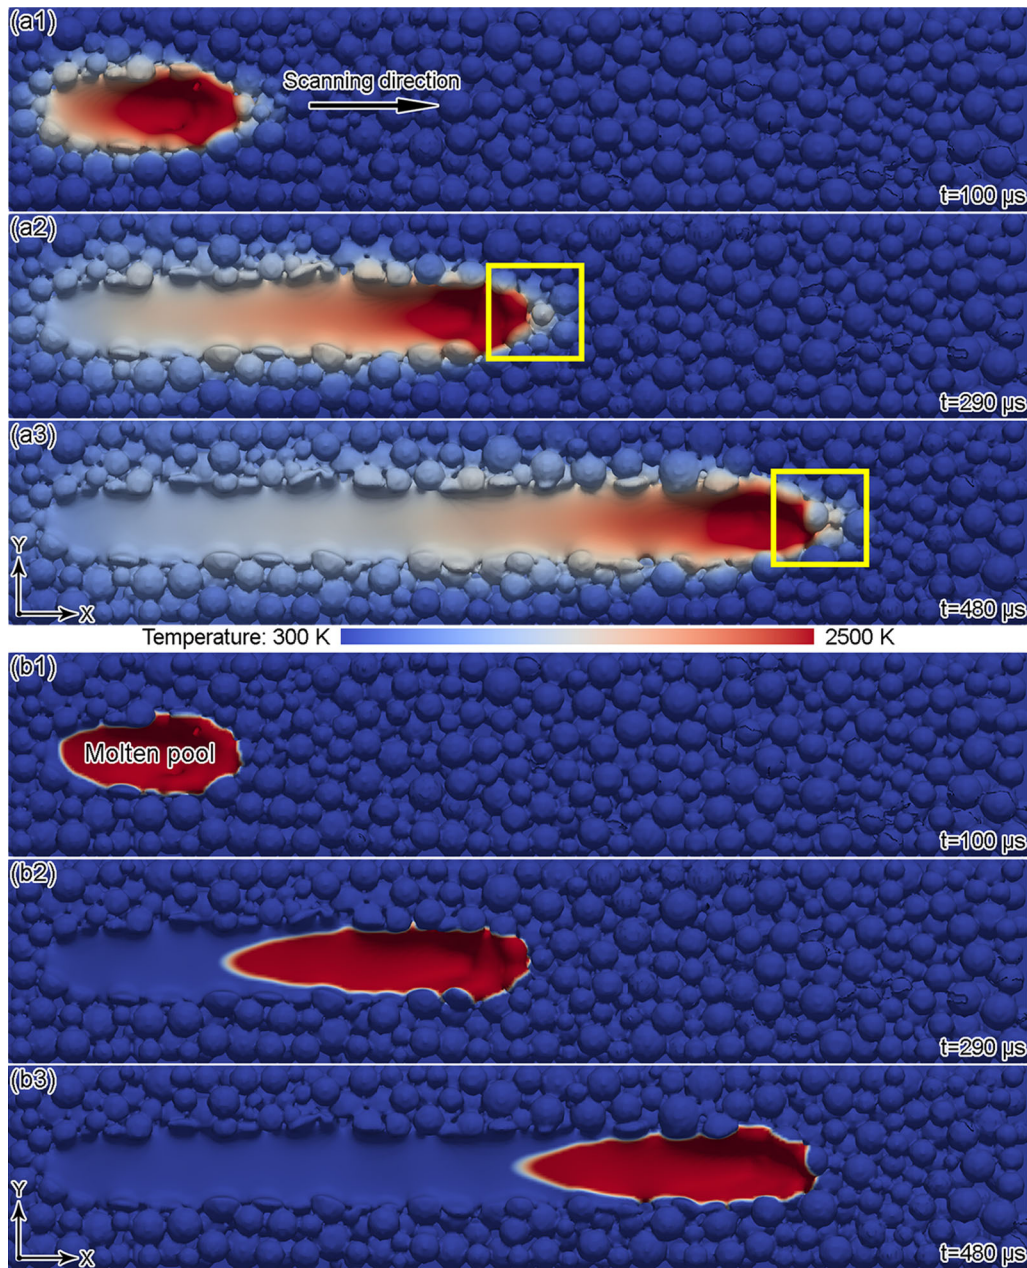 (a1)
Scanning direction
t=100 μs
(a2)
t=290 μs
(a3)
Y
X
t=480 μs
Temperature: 300 K 2500 K
(b1)
Molten pool
t=100 μs
(b2)
t=290 μs
(b3)
Y
X
t=480 μs